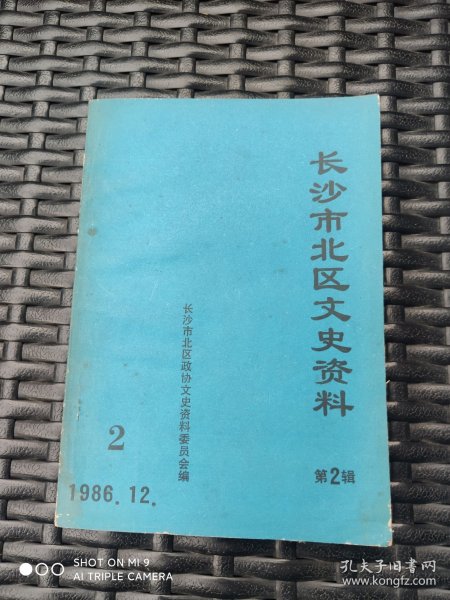 长沙市北区文史资料
第2辑
长沙市北区政协文史资料委员会编
2
1986.12.
SHOT ON MI 9
AI TRIPLE CAMERA
孔夫子旧书网
www.kongfz.com